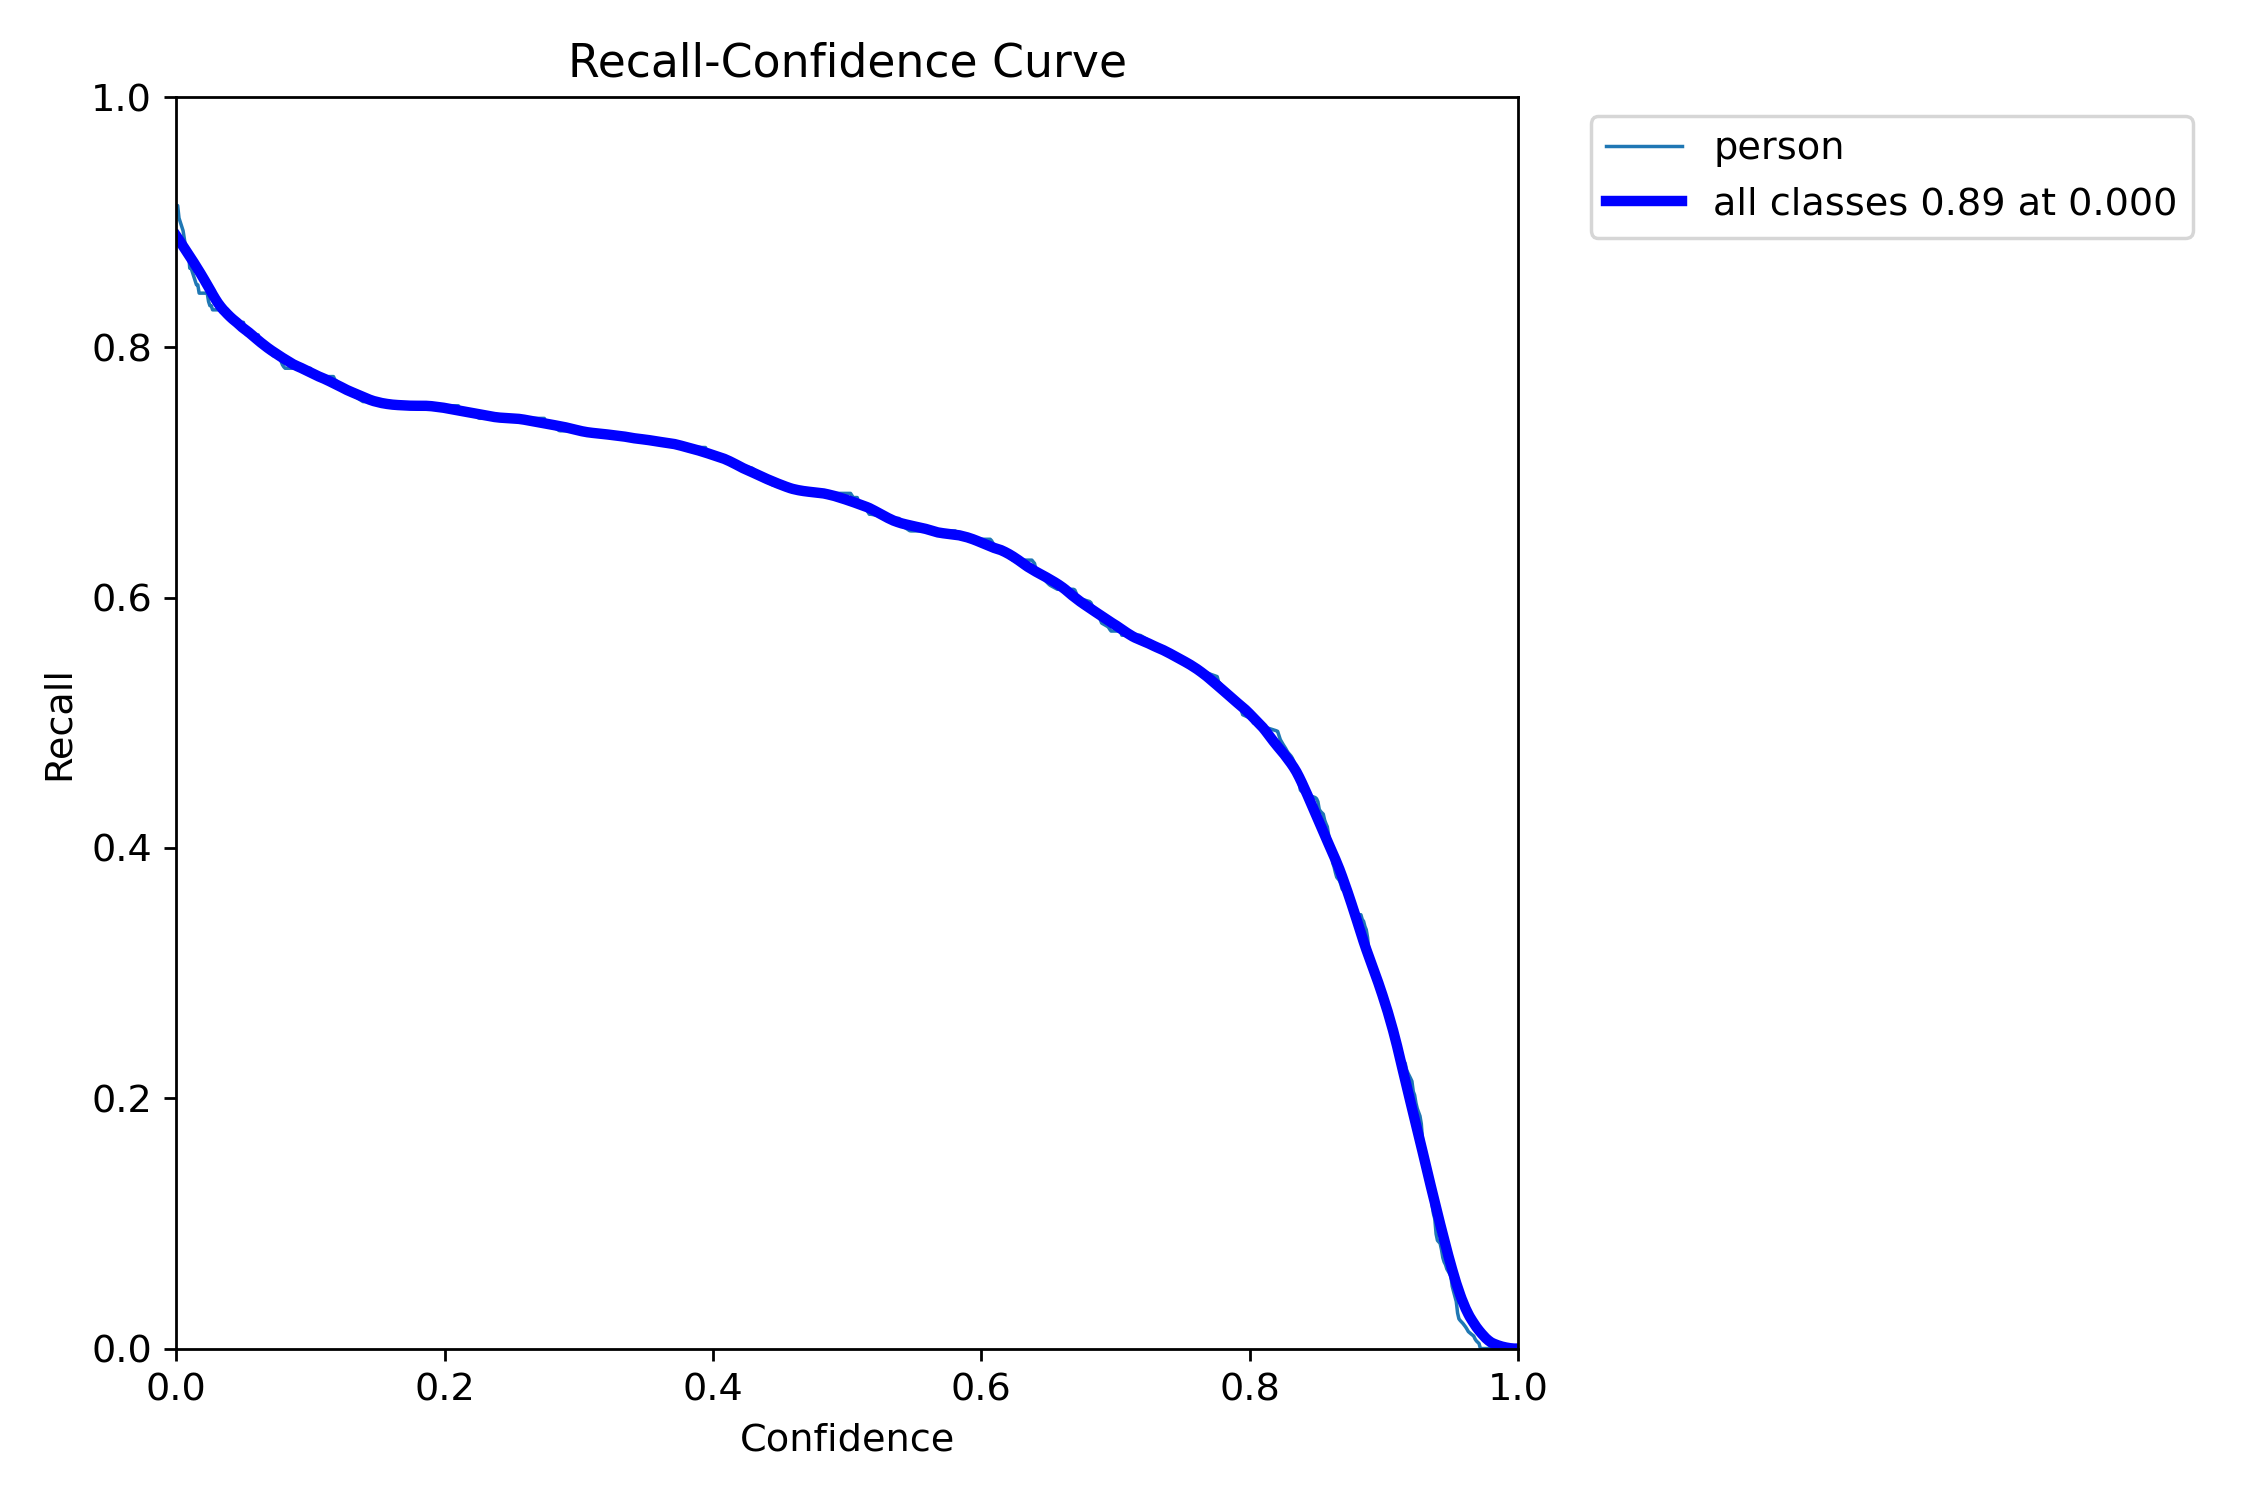 Recall-Confidence Curve
1.0
0.8
0.6
0.4
0.2
0.0
Recall
0.0 0.2 0.4 0.6 0.8 1.0
Confidence
person
all classes 0.89 at 0.000